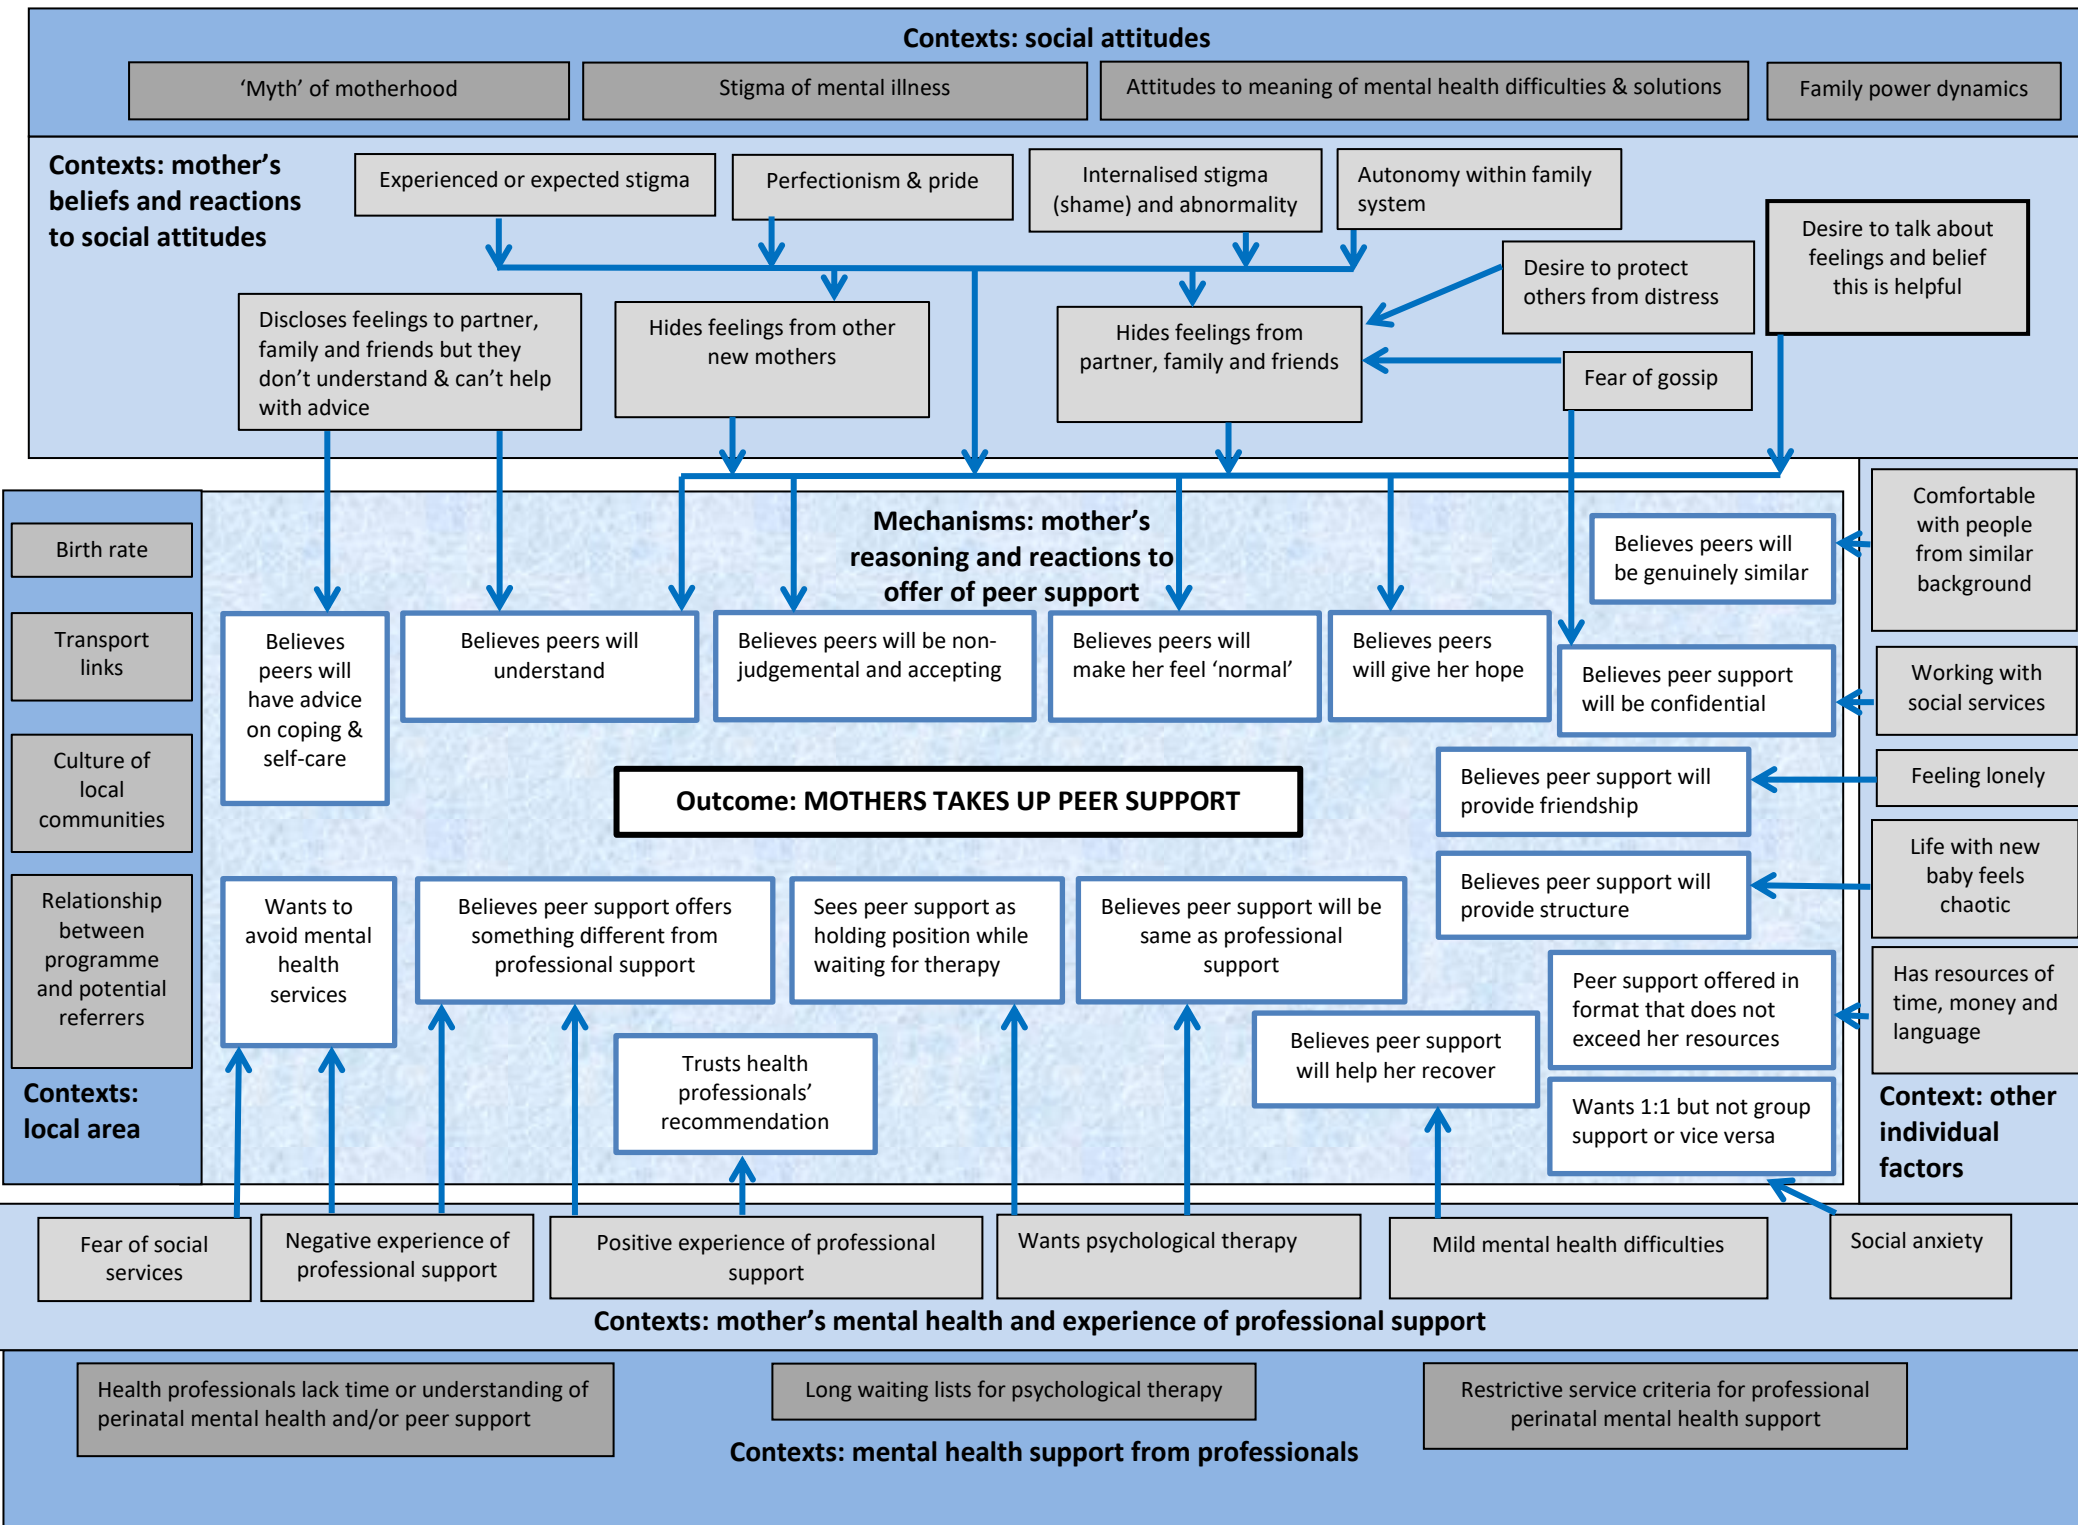 Contexts: social attitudes
‘Myth’ of motherhood
Stigma of mental illness
Attitudes to meaning of mental health difficulties & solutions
Family power dynamics
Contexts: mother’s
beliefs and reactions
to social attitudes
Experienced or expected stigma
Perfectionism & pride
Internalised stigma
(shame) and abnormality
Autonomy within family
system
Desire to talk about
feelings and belief
this is helpful
Desire to protect
others from distress
Discloses feelings to partner,
family and friends but they
don’t understand & can’t help
with advice
Hides feelings from other
new mothers
Hides feelings from
partner, family and friends
Fear of gossip
Birth rate
Transport
links
Culture of
local
communities
Relationship
between
programme
and potential
referrers
Contexts:
local area
Mechanisms: mother’s
reasoning and reactions to
offer of peer support
Believes peers will
be genuinely similar
Believes
peers will
have advice
on coping &
self-care
Believes peers will
understand
Believes peers will be non-
judgemental and accepting
Believes peers will
make her feel ‘normal’
Believes peers
will give her hope
Believes peer support
will be confidential
Outcome: MOTHERS TAKES UP PEER SUPPORT
Believes peer support will
provide friendship
Believes peer support will
provide structure
Wants to
avoid mental
health
services
Believes peer support offers
something different from
professional support
Sees peer support as
holding position while
waiting for therapy
Believes peer support will be
same as professional
support
Peer support offered in
format that does not
exceed her resources
Trusts health
professionals’
recommendation
Believes peer support
will help her recover
Wants 1:1 but not group
support or vice versa
Comfortable
with people
from similar
background
Working with
social services
Feeling lonely
Life with new
baby feels
chaotic
Has resources of
time, money and
language
Context: other
individual
factors
Fear of social
services
Negative experience of
professional support
Positive experience of professional
support
Wants psychological therapy
Mild mental health difficulties
Social anxiety
Contexts: mother’s mental health and experience of professional support
Health professionals lack time or understanding of
perinatal mental health and/or peer support
Long waiting lists for psychological therapy
Restrictive service criteria for professional
perinatal mental health support
Contexts: mental health support from professionals